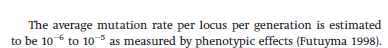 The average mutation rate per locus per generation is estimated
to be 10⁻⁶ to 10⁻⁵ as measured by phenotypic effects (Futuyma 1998).